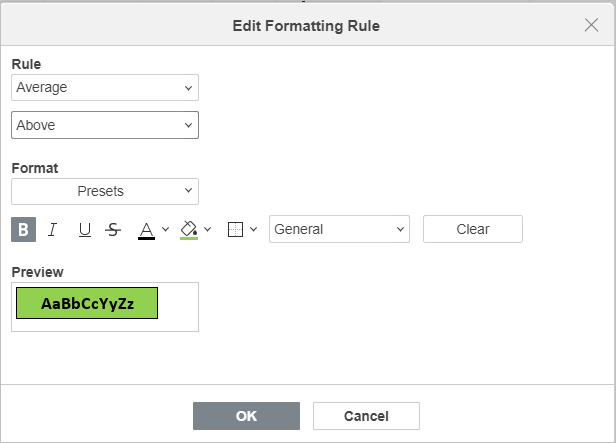 Edit Formatting Rule
Rule
Average
Above
Format
Presets
B I U S A General Clear
Preview
AaBbCcYyZz
OK Cancel